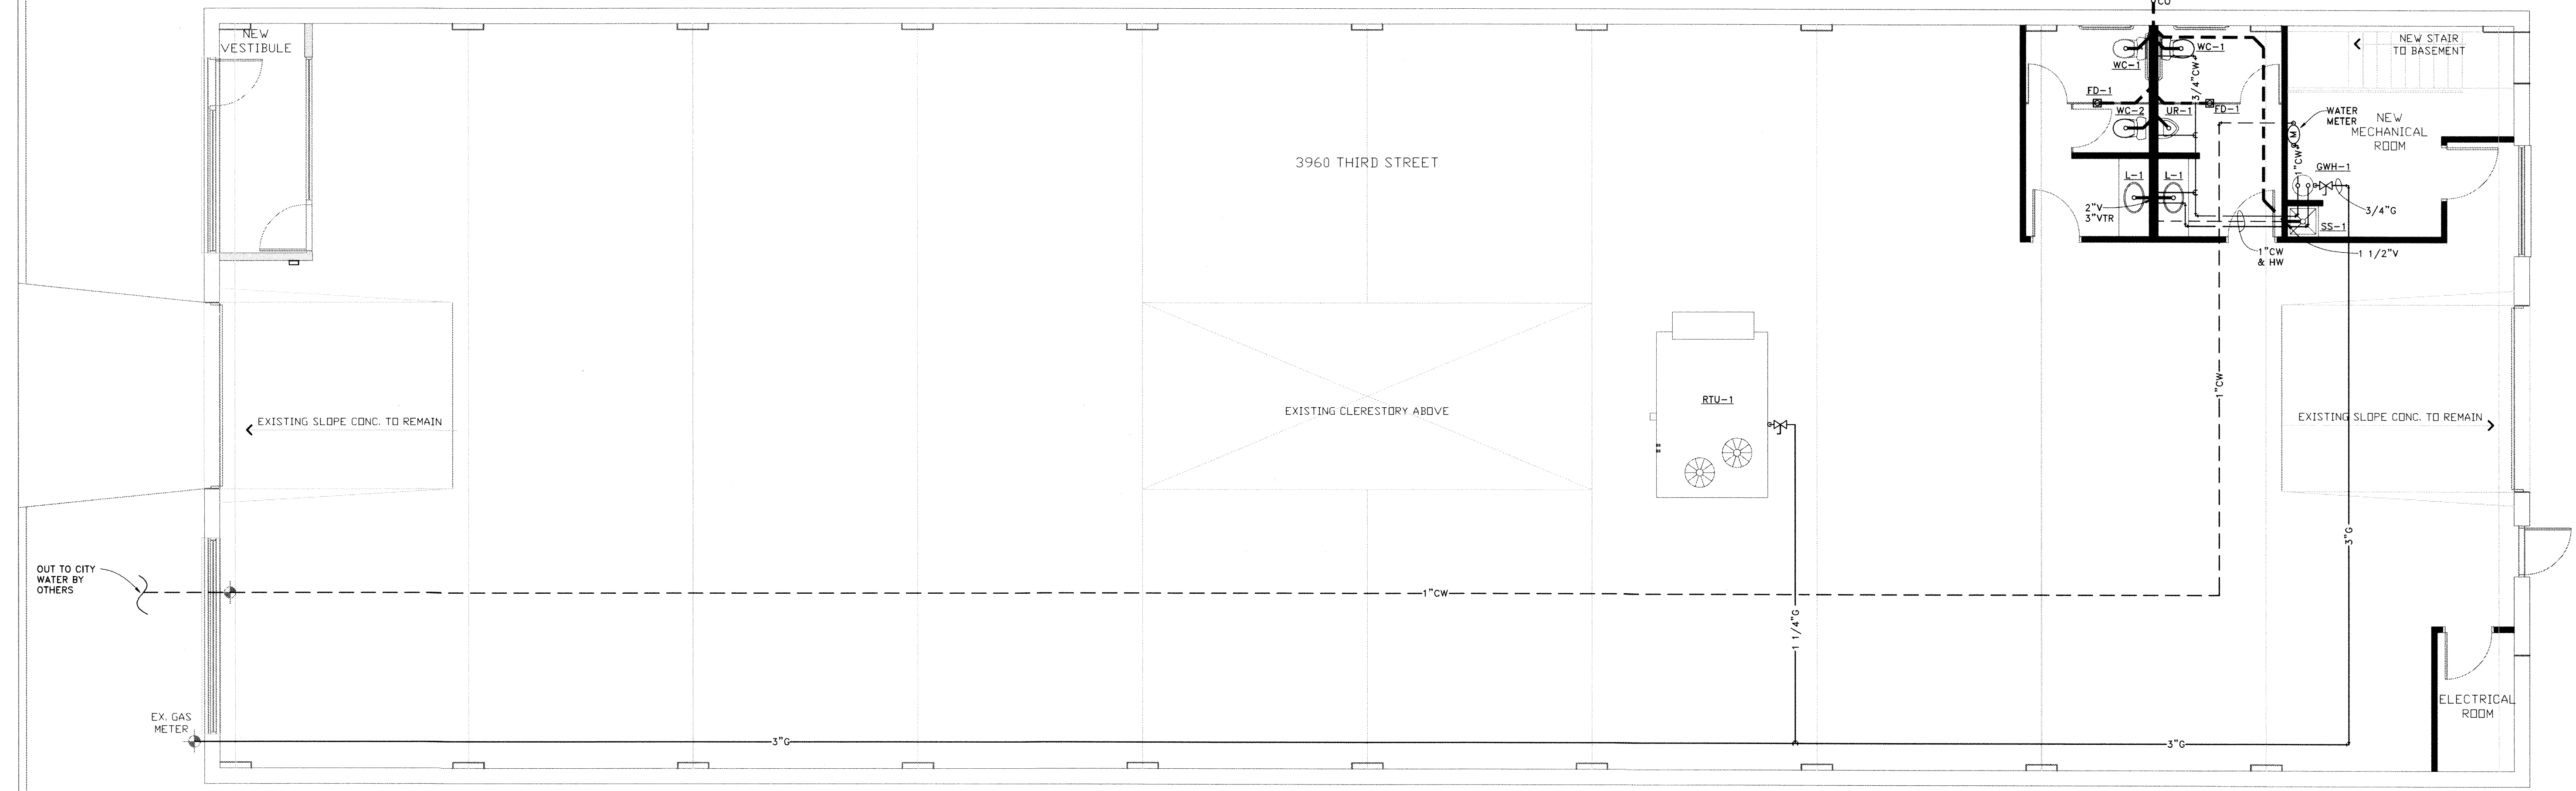 CO
NEW
VESTIBULE
WC-1
WC-1
3/4"CW
FD-1
FD-1
WC-2
UR-1
L-1
L-1
2"V
3"VTR
NEW STAIR
TO BASEMENT
WATER
METER
M
NEW
MECHANICAL
ROOM
1"CW
GWH-1
3/4"G
SS-1
1"CW
& HW
1 1/2"V
3960 THIRD STREET
EXISTING SLOPE CONC. TO REMAIN
EXISTING CLERESTORY ABOVE
RTU-1
1"CW
EXISTING SLOPE CONC. TO REMAIN
3"G
OUT TO CITY
WATER BY
OTHERS
1"CW
1 1/4"G
EX. GAS
METER
3"G
3"G
ELECTRICAL
ROOM